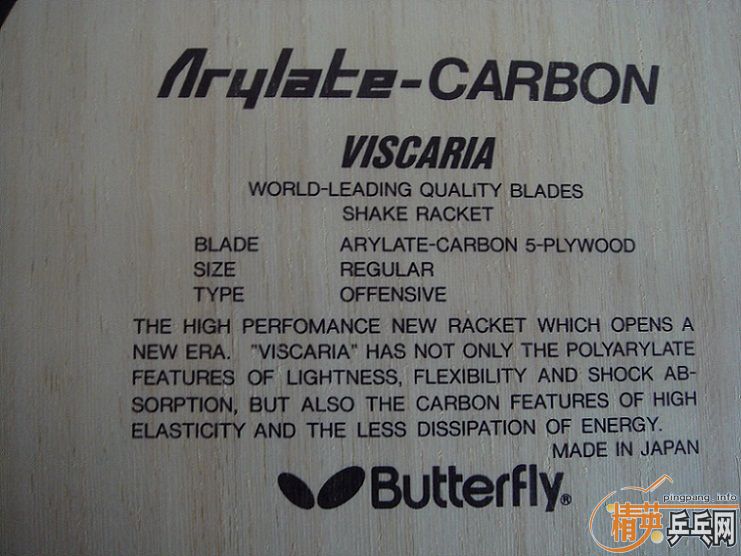 Arylate-CARBON
VISCARIA
WORLD-LEADING QUALITY BLADES
SHAKE RACKET
BLADE ARYLATE-CARBON 5-PLYWOOD
SIZE REGULAR
TYPE OFFENSIVE
THE HIGH PERFOMANCE NEW RACKET WHICH OPENS A
NEW ERA. "VISCARIA" HAS NOT ONLY THE POLYARYLATE
FEATURES OF LIGHTNESS, FLEXIBILITY AND SHOCK AB-
SORPTION, BUT ALSO THE CARBON FEATURES OF HIGH
ELASTICITY AND THE LESS DISSIPATION OF ENERGY.
MADE IN JAPAN
Butterfly®
pingpang.info
精英乒乓网